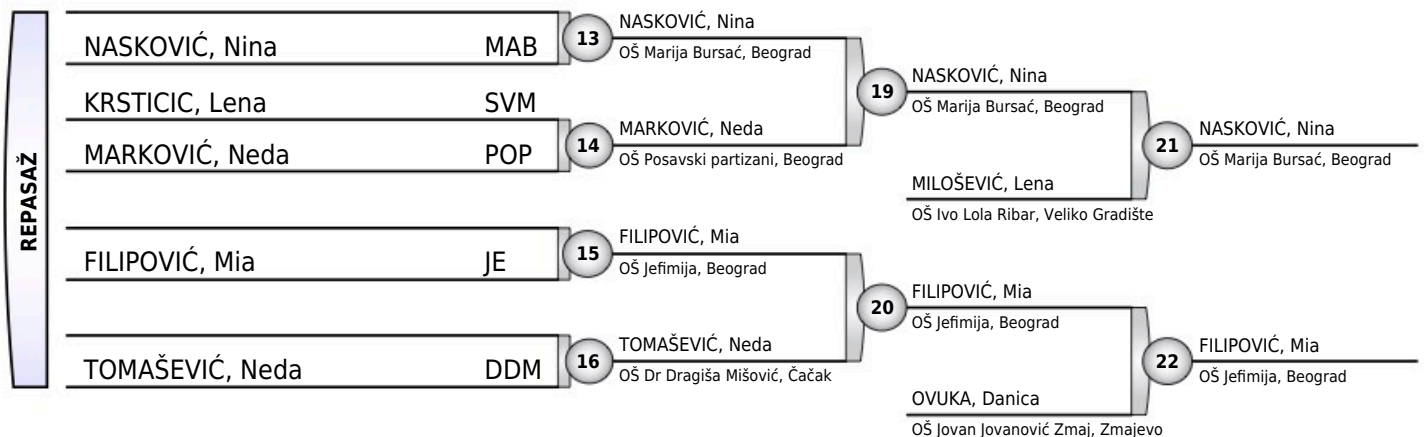 REPASAŽ
NASKOVIĆ, Nina MAB
KRSTICIC, Lena SVM
MARKOVIĆ, Neda POP
FILIPOVIĆ, Mia JE
TOMAŠEVIĆ, Neda DDM
13
NASKOVIĆ, Nina
OŠ Marija Bursać, Beograd
14
MARKOVIĆ, Neda
OŠ Posavski partizani, Beograd
15
FILIPOVIĆ, Mia
OŠ Jefimija, Beograd
16
TOMAŠEVIĆ, Neda
OŠ Dr Dragiša Mišović, Čačak
19
NASKOVIĆ, Nina
OŠ Marija Bursać, Beograd
MILOŠEVIĆ, Lena
OŠ Ivo Lola Ribar, Veliko Gradište
20
FILIPOVIĆ, Mia
OŠ Jefimija, Beograd
OVUKA, Danica
OŠ Jovan Jovanović Zmaj, Zmajevo
21
NASKOVIĆ, Nina
OŠ Marija Bursać, Beograd
22
FILIPOVIĆ, Mia
OŠ Jefimija, Beograd